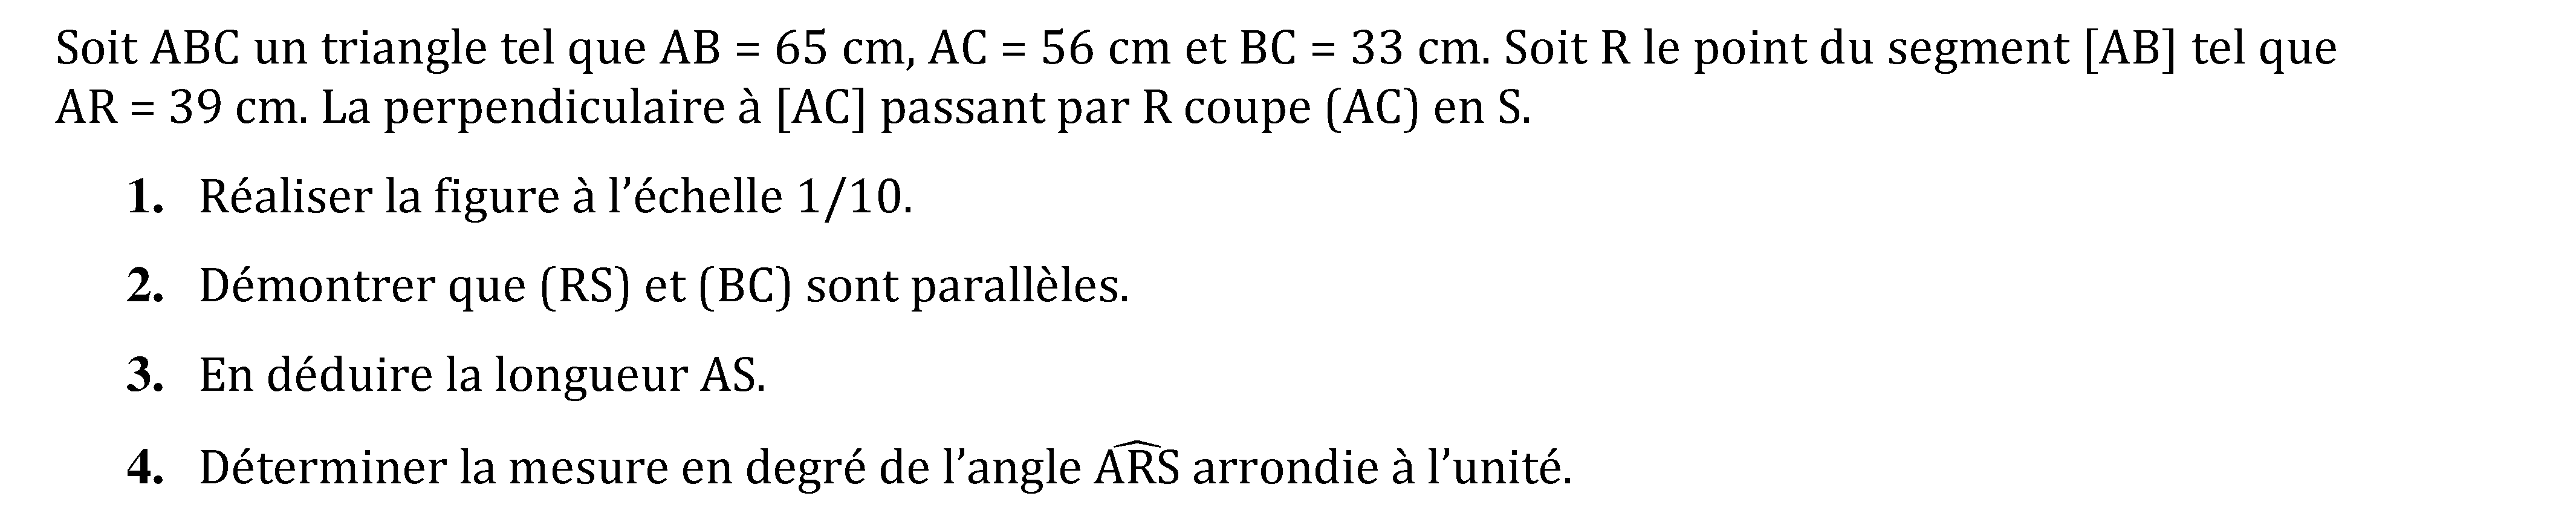 Soit ABC un triangle tel que AB = 65 cm, AC = 56 cm et BC = 33 cm. Soit R le point du segment [AB] tel que
AR = 39 cm. La perpendiculaire à [AC] passant par R coupe (AC) en S.
1. Réaliser la figure à l’échelle 1/10.
2. Démontrer que (RS) et (BC) sont parallèles.
3. En déduire la longueur AS.
4. Déterminer la mesure en degré de l’angle \widehat{ARS} arrondie à l’unité.